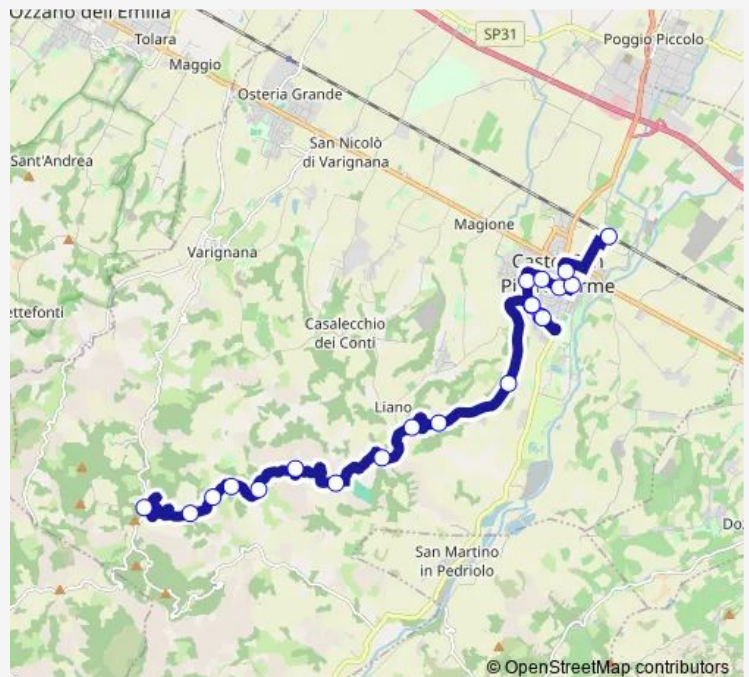 Ozzano dell'Emilia
Tolara
SP31
Poggio Piccolo
Maggio
Osteria Grande
San Nicolò
di Varignana
Sant'Andrea
Magione
Varignana
ettefonti
Casalecchio
dei Conti
Liano
San Martino
in Pedriolo
© OpenStreetMap contributors